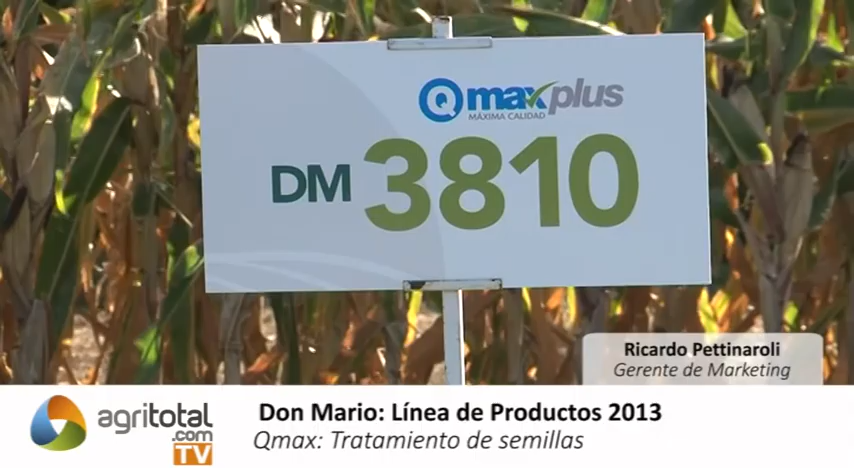 Qmaxplus
MÁXIMA CALIDAD
DM 3810
Ricardo Pettinaroli
Gerente de Marketing
agritotal
.com
TV
Don Mario: Línea de Productos 2013
Qmax: Tratamiento de semillas